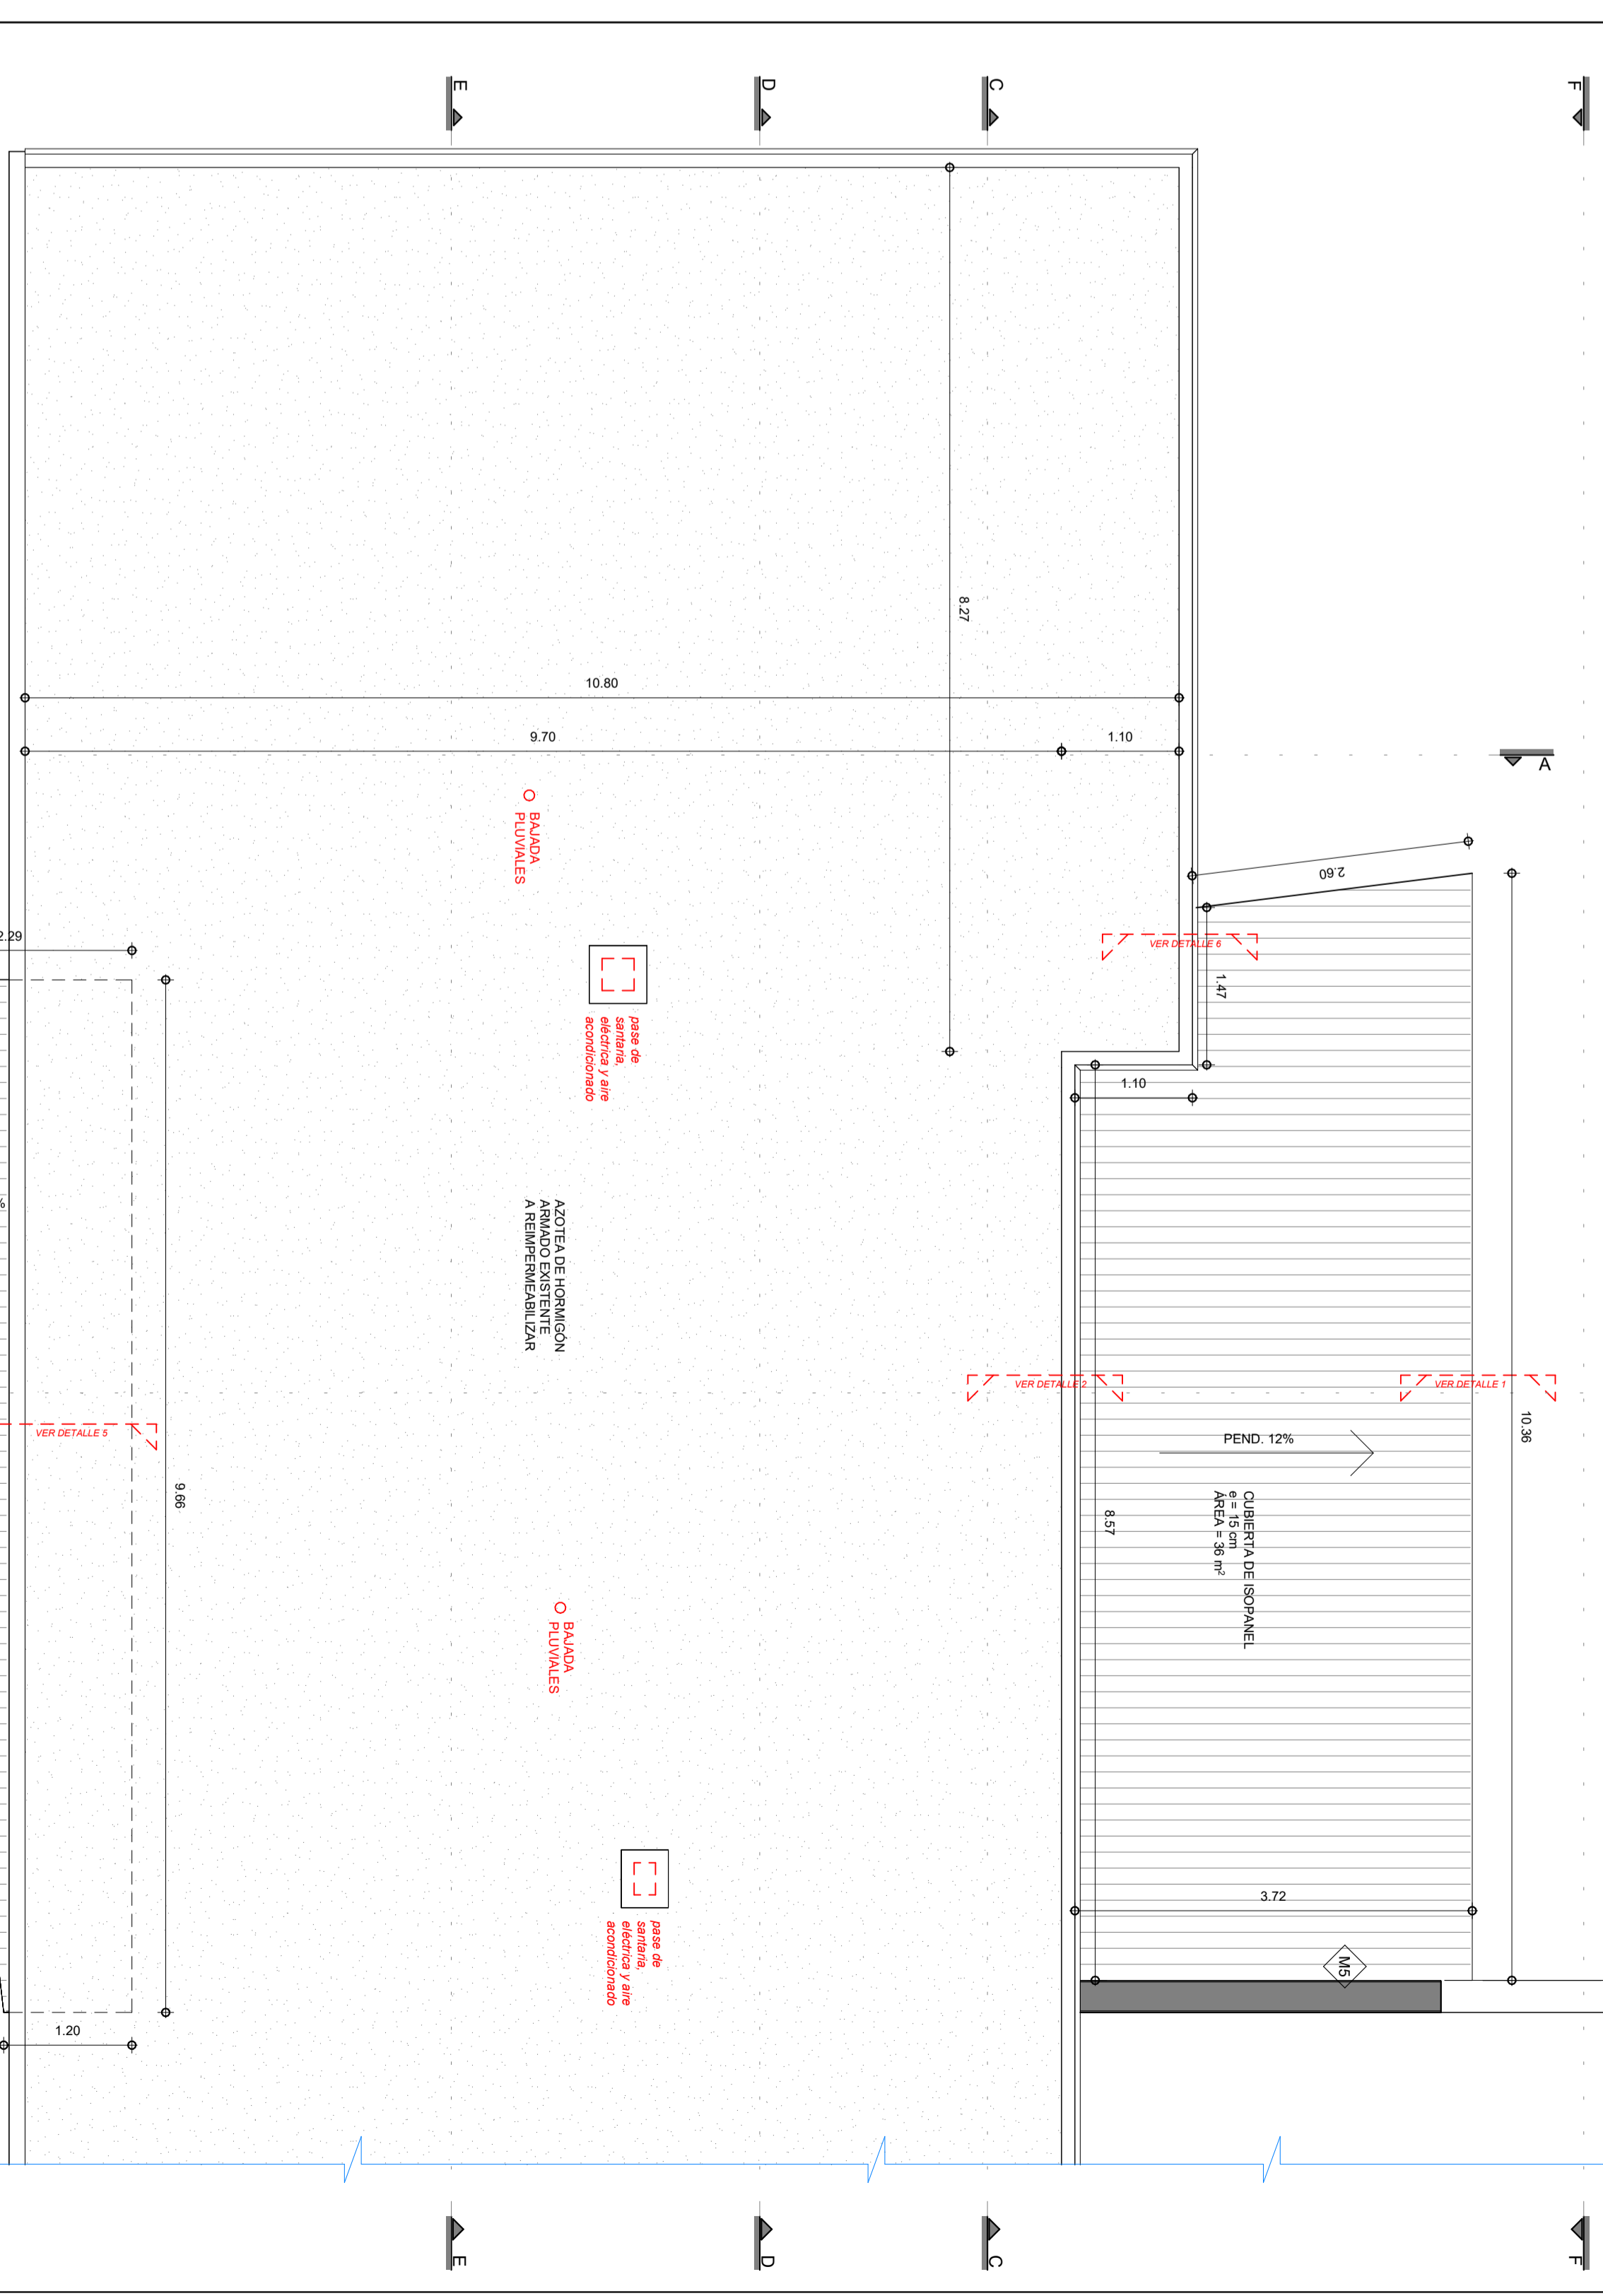 E
D
C
F
8.27
10.80
9.70
1.10
A
BAJADA
PLUVIALES
2.60
2.29
VER DETALLE 6
1.47
pase de
santaria,
eléctrica y aire
acondicionado
1.10
%
AZOTEA DE HORMIGÓN
ARMADO EXISTENTE
A REIMPERMEABILIZAR
VER DETALLE 2
VER DETALLE 1
10.36
VER DETALLE 5
PEND. 12%
9.66
CUBIERTA DE ISOPANEL
e = 15 cm
ÁREA = 36 m²
8.57
BAJADA
PLUVIALES
3.72
pase de
santaria,
eléctrica y aire
acondicionado
M5
1.20
E
D
C
F